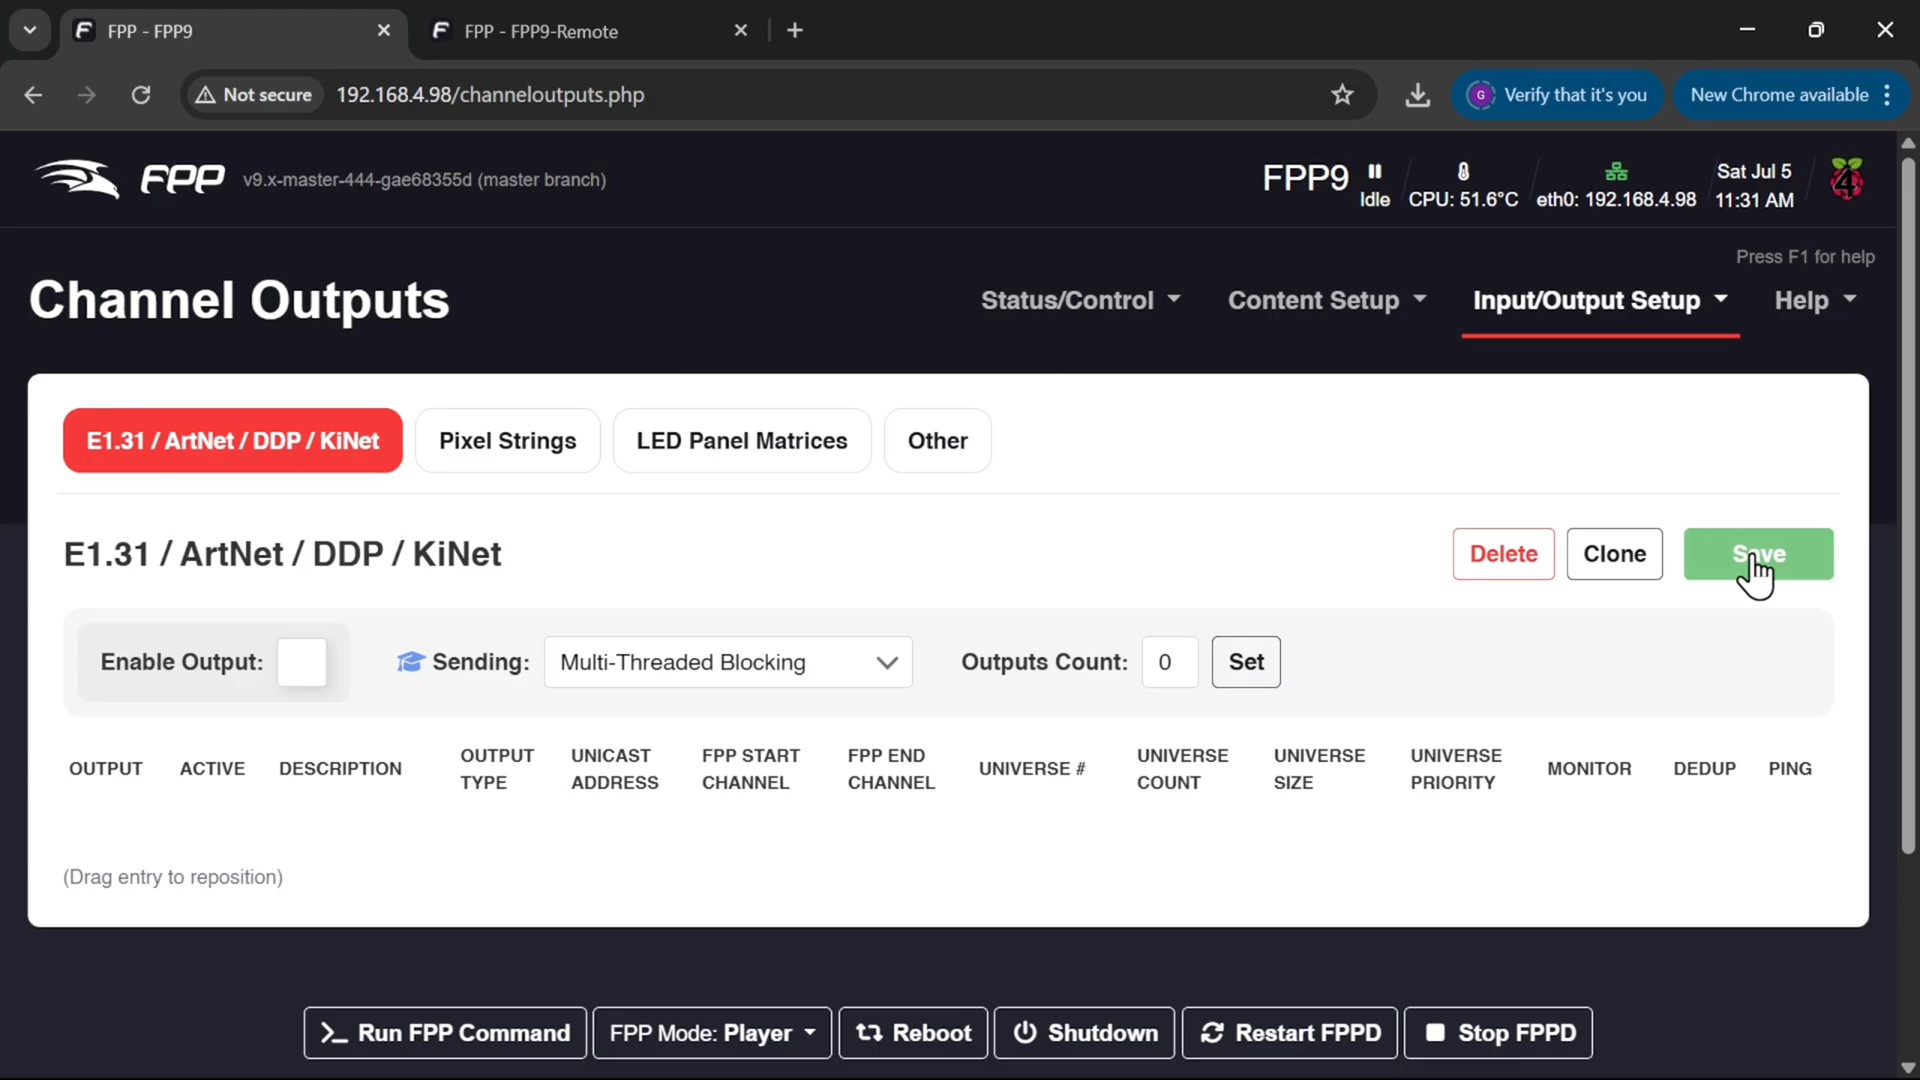 FPP - FPP9
FPP - FPP9-Remote
Not secure
192.168.4.98/channeloutputs.php
G
Verify that it's you
New Chrome available
FPP
v9.x-master-444-gae68355d (master branch)
FPP9
Idle
CPU: 51.6°C
eth0: 192.168.4.98
Sat Jul 5
11:31 AM
4
Press F1 for help
Channel Outputs
Status/Control
Content Setup
Input/Output Setup
Help
E1.31 / ArtNet / DDP / KiNet
Pixel Strings
LED Panel Matrices
Other
E1.31 / ArtNet / DDP / KiNet
Delete
Clone
Save
Enable Output:
Sending:
Multi-Threaded Blocking
Outputs Count:
0
Set
OUTPUT
ACTIVE
DESCRIPTION
OUTPUT
TYPE
UNICAST
ADDRESS
FPP START
CHANNEL
FPP END
CHANNEL
UNIVERSE #
UNIVERSE
COUNT
UNIVERSE
SIZE
UNIVERSE
PRIORITY
MONITOR
DEDUP
PING
(Drag entry to reposition)
Run FPP Command
FPP Mode: Player
Reboot
Shutdown
Restart FPPD
Stop FPPD